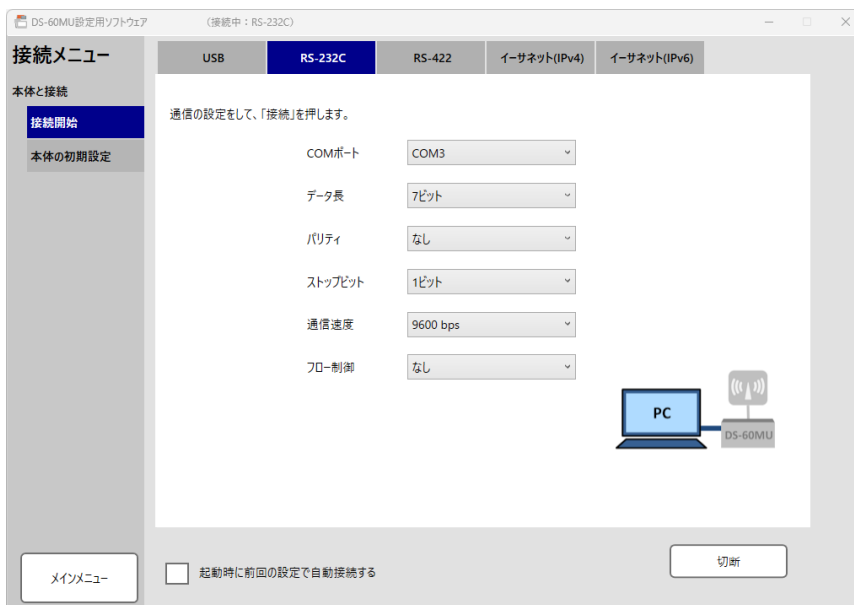 DS-60MU設定用ソフトウェア （接続中：RS-232C）
接続メニュー
本体と接続
接続開始
本体の初期設定
メインメニュー
USB RS-232C RS-422 イーサネット(IPv4) イーサネット(IPv6)
通信の設定をして、「接続」を押します。
COMポート COM3
データ長 7ビット
パリティ なし
ストップビット 1ビット
通信速度 9600 bps
フロー制御 なし
PC
DS-60MU
起動時に前回の設定で自動接続する
切断